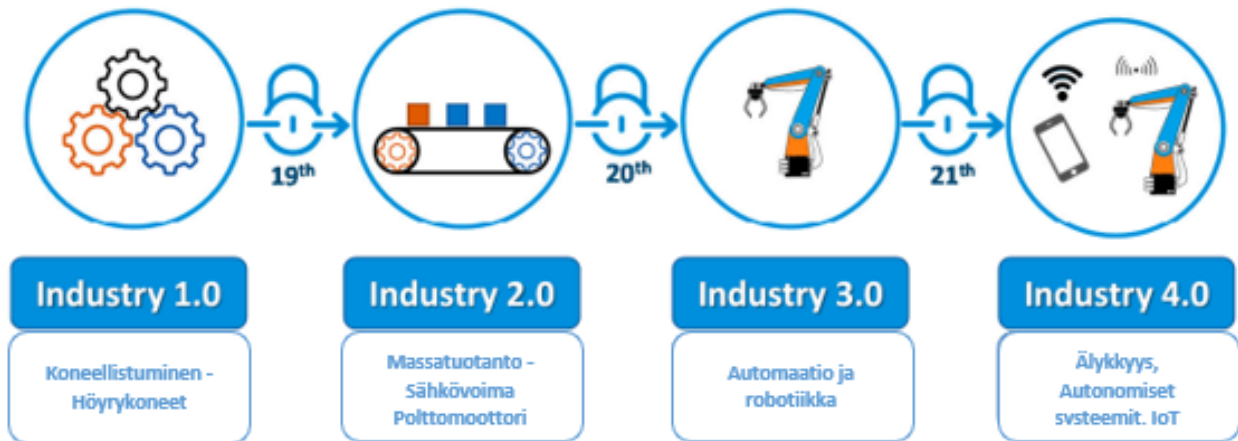 19th
20th
21th
Industry 1.0
Industry 2.0
Industry 3.0
Industry 4.0
Koneellistuminen -
Höyrykoneet
Massatuotanto -
Sähkövoima
Polttomoottori
Automaatio ja
robotiikka
Älykkyys,
Autonomiset
systeemit. IoT